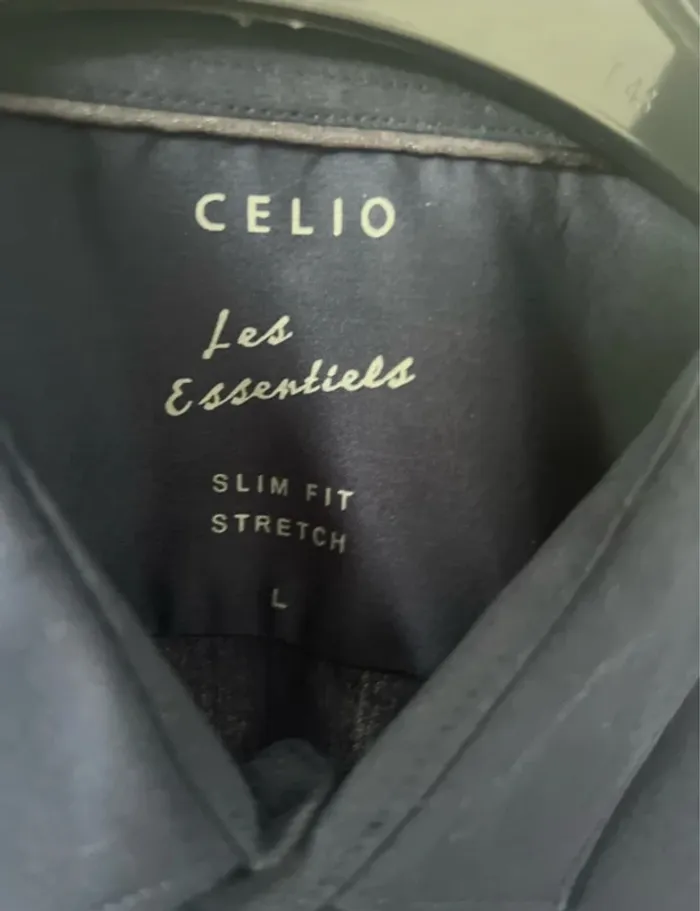 CELIO
Les
Essentiels
SLIM FIT
STRETCH
L